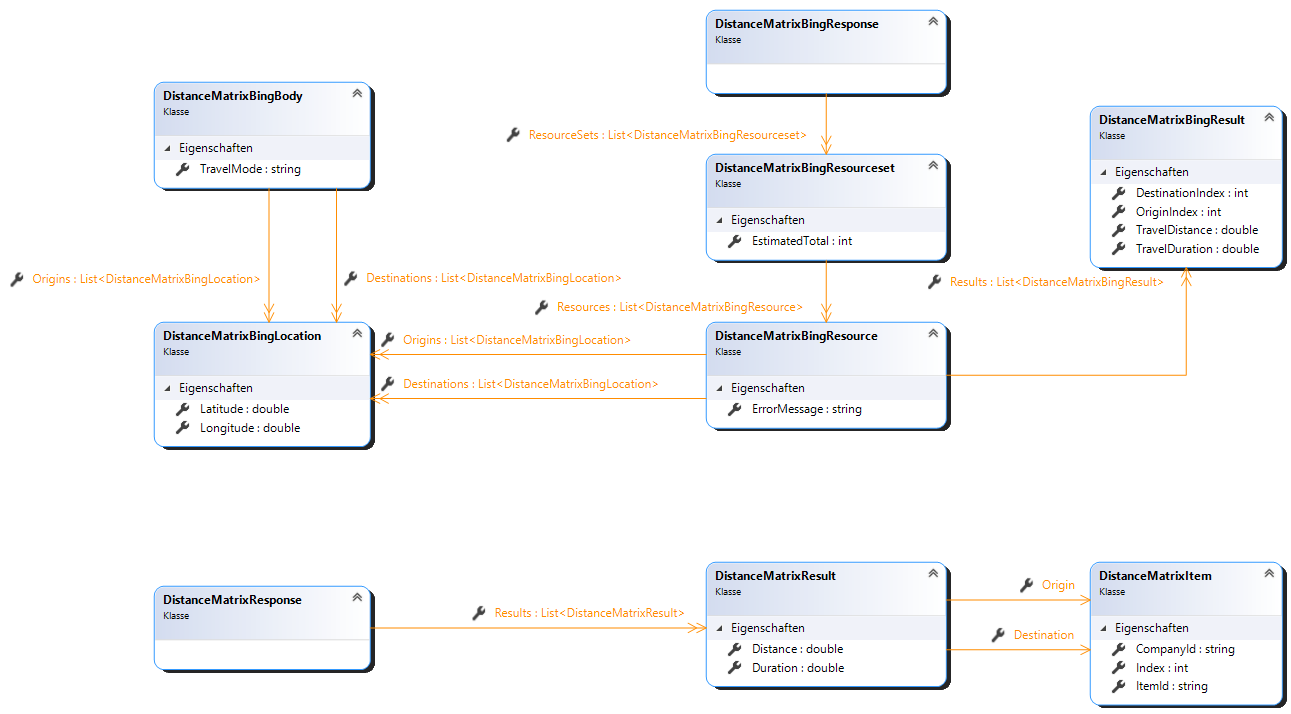 DistanceMatrixBingResponse
Klasse
DistanceMatrixBingBody
Klasse
Eigenschaften
TravelMode : string
ResourceSets : List<DistanceMatrixBingResourceset>
DistanceMatrixBingResourceset
Klasse
Eigenschaften
EstimatedTotal : int
DistanceMatrixBingResult
Klasse
Eigenschaften
DestinationIndex : int
OriginIndex : int
TravelDistance : double
TravelDuration : double
Origins : List<DistanceMatrixBingLocation>
Destinations : List<DistanceMatrixBingLocation>
Resources : List<DistanceMatrixBingResource>
Results : List<DistanceMatrixBingResult>
DistanceMatrixBingLocation
Klasse
Eigenschaften
Latitude : double
Longitude : double
Origins : List<DistanceMatrixBingLocation>
Destinations : List<DistanceMatrixBingLocation>
DistanceMatrixBingResource
Klasse
Eigenschaften
ErrorMessage : string
DistanceMatrixResponse
Klasse
Results : List<DistanceMatrixResult>
DistanceMatrixResult
Klasse
Eigenschaften
Distance : double
Duration : double
Origin
Destination
DistanceMatrixItem
Klasse
Eigenschaften
CompanyId : string
Index : int
ItemId : string